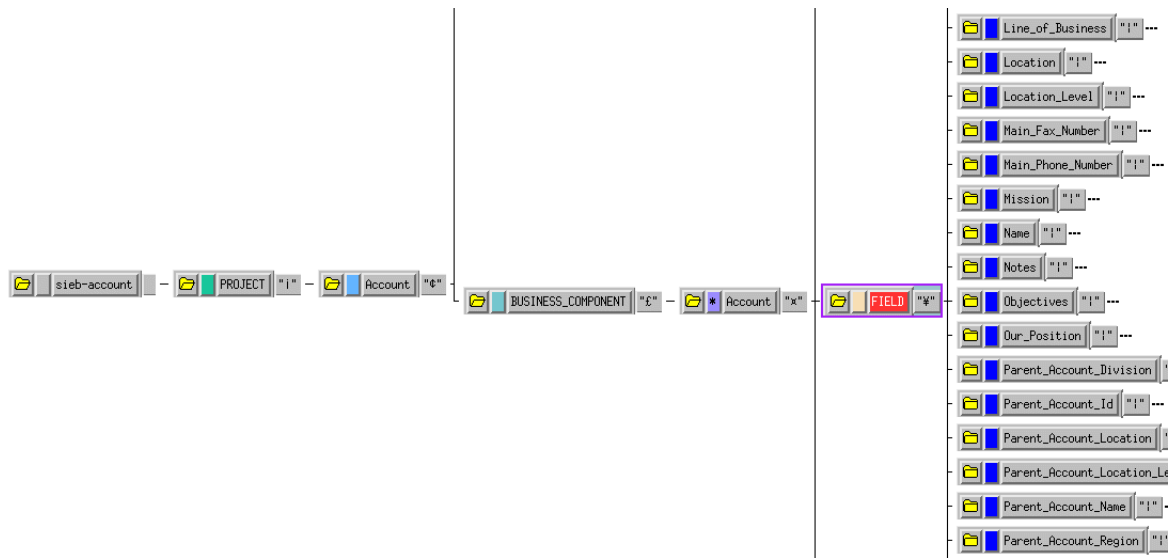 Line_of_Business "¦"
Location "¦"
Location_Level "¦"
Main_Fax_Number "¦"
Main_Phone_Number "¦"
Mission "¦"
Name "¦"
Notes "¦"
sieb-account PROJECT "¡" Account "¢"
BUSINESS_COMPONENT "£" * Account "¤" FIELD "¥" Objectives "¦"
Our_Position "¦"
Parent_Account_Division
Parent_Account_Id "¦"
Parent_Account_Location
Parent_Account_Location_Le
Parent_Account_Name "¦"
Parent_Account_Region "¦"